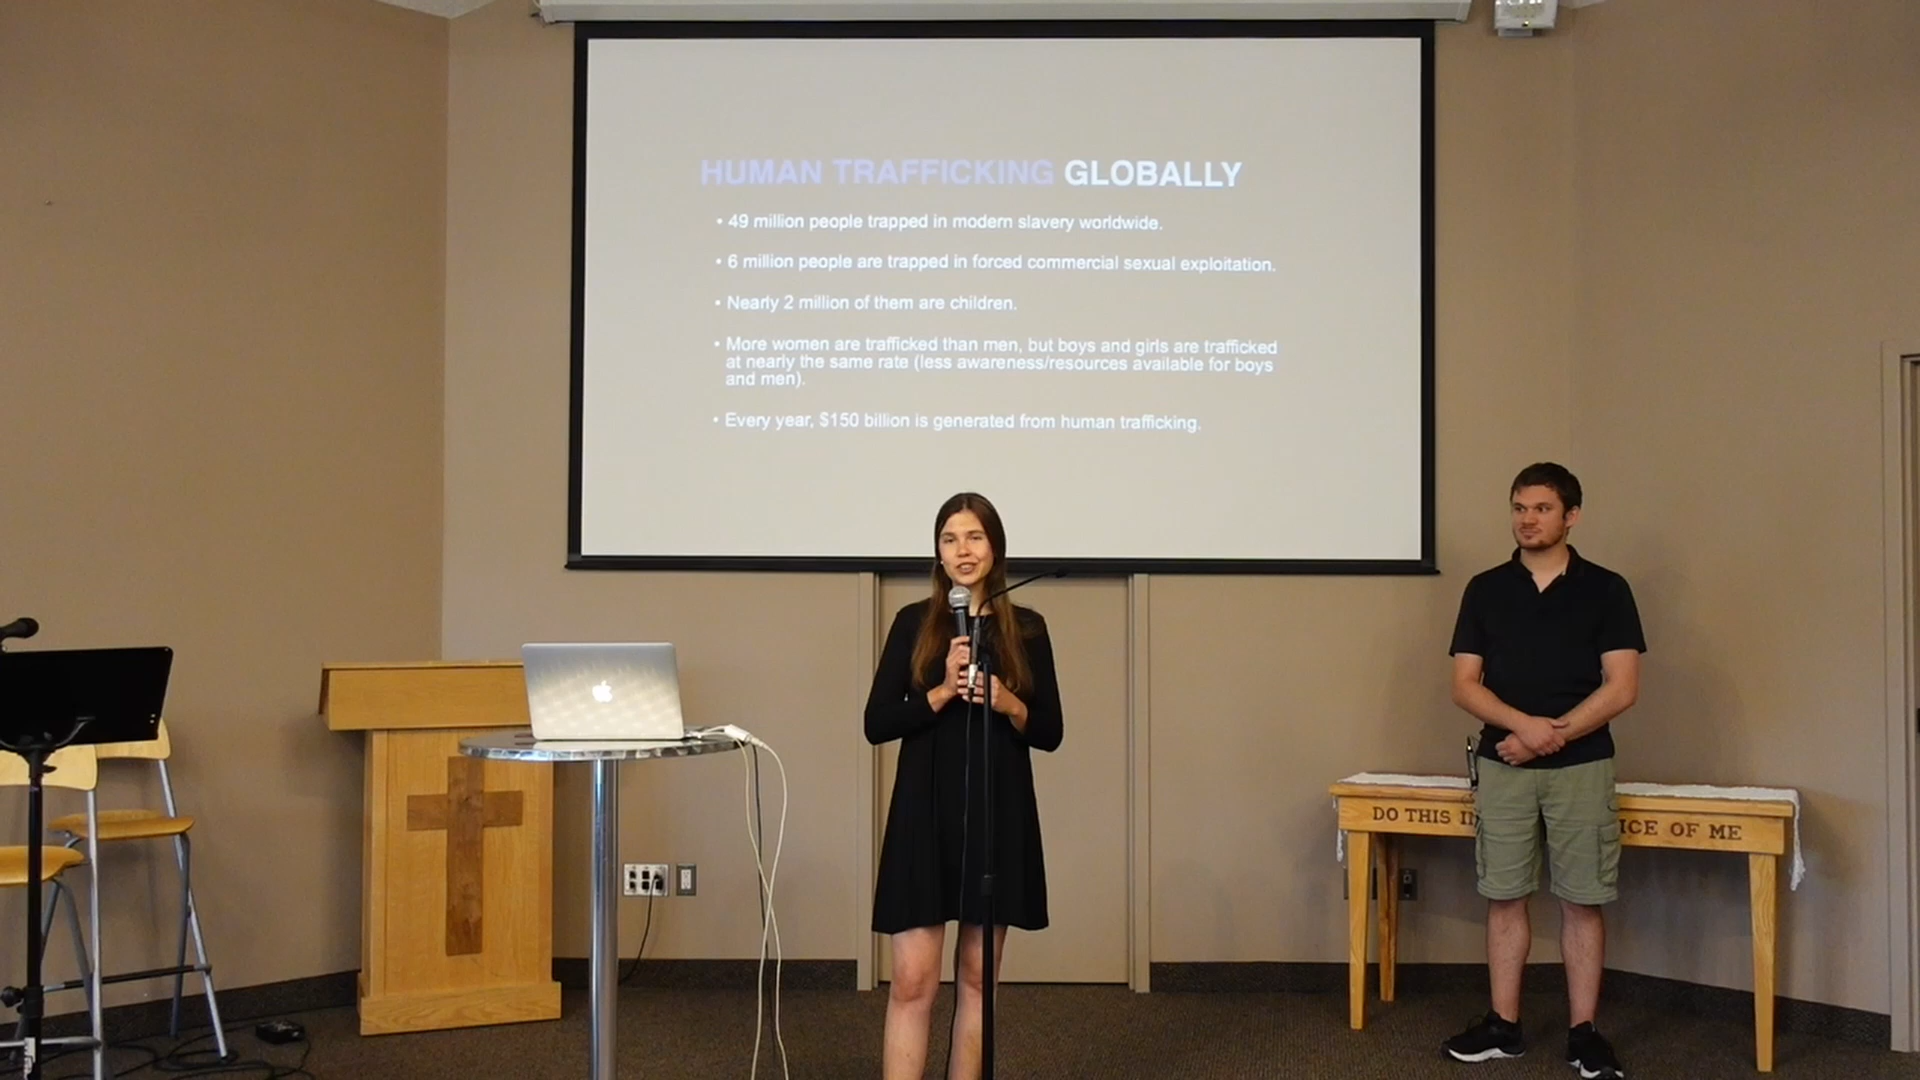 HUMAN TRAFFICKING GLOBALLY
• 49 million people trapped in modern slavery worldwide.
• 6 million people are trapped in forced commercial sexual exploitation.
• Nearly 2 million of them are children.
• More women are trafficked than men, but boys and girls are trafficked
at nearly the same rate (less awareness/resources available for boys
and men).
• Every year, $150 billion is generated from human trafficking.
DO THIS OF ME